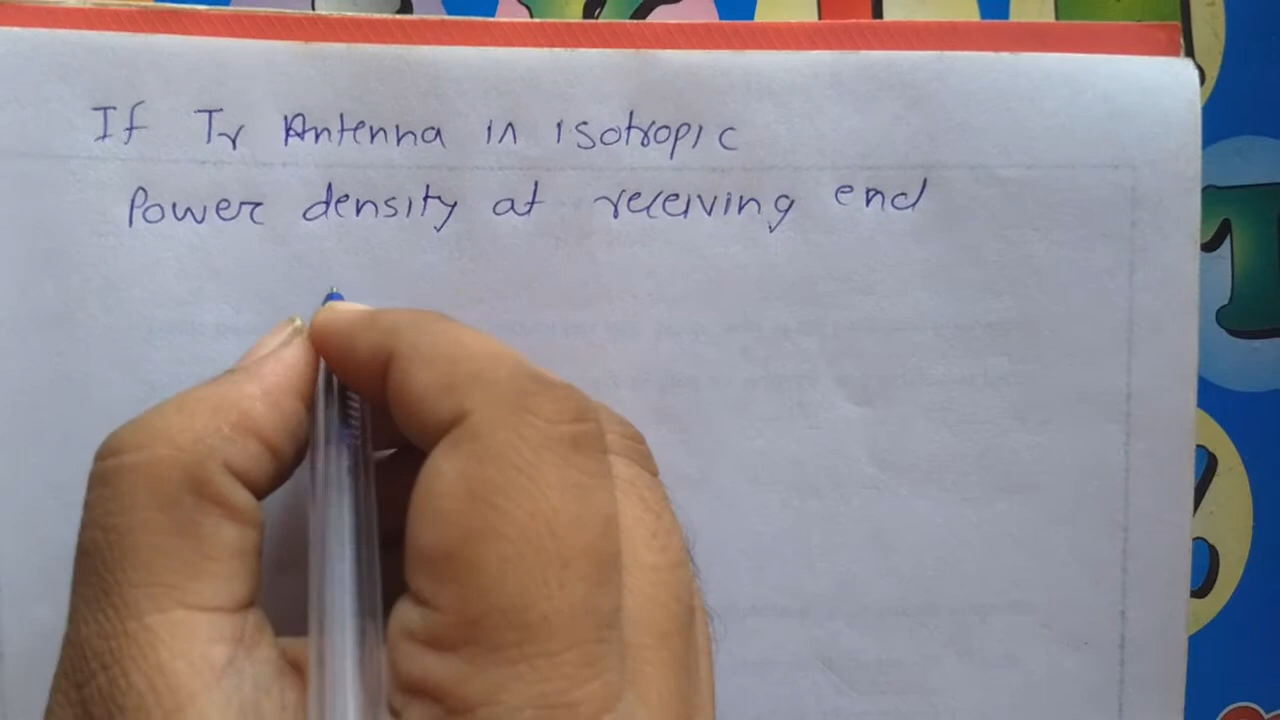 If Tr Antenna in isotropic
Power density at receiving end